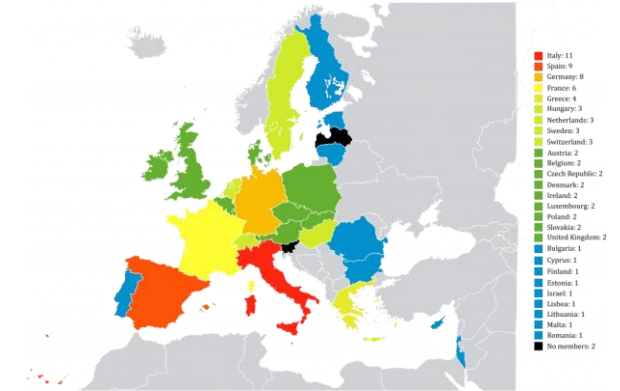 Italy: 11
Spain: 9
Germany: 8
France: 6
Greece: 4
Hungary: 3
Netherlands: 3
Sweden: 3
Switzerland: 3
Austria: 2
Belgium: 2
Czech Republic: 2
Denmark: 2
Ireland: 2
Luxembourg: 2
Poland: 2
Slovakia: 2
United Kingdom: 2
Bulgaria: 1
Cyprus: 1
Finland: 1
Estonia: 1
Israel: 1
Lisboa: 1
Lithuania: 1
Malta: 1
Romania: 1
No members: 2